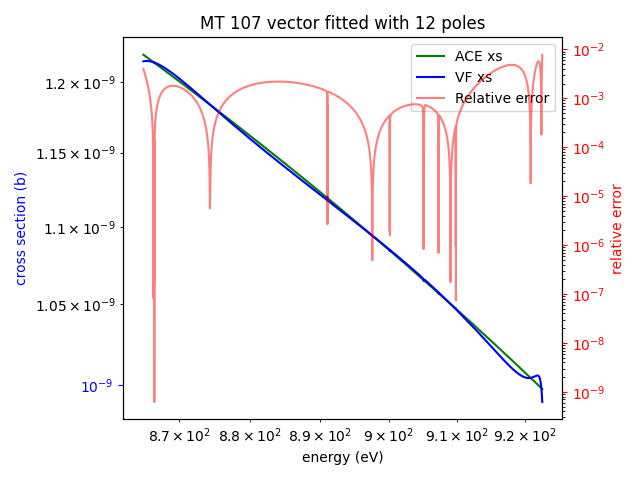 MT 107 vector fitted with 12 poles
ACE xs
VF xs
Relative error
cross section (b)
1.2 × 10⁻⁹
1.15 × 10⁻⁹
1.1 × 10⁻⁹
1.05 × 10⁻⁹
10⁻⁹
10⁻²
10⁻³
10⁻⁴
10⁻⁵
10⁻⁶
10⁻⁷
10⁻⁸
10⁻⁹
relative error
8.7 × 10² 8.8 × 10² 8.9 × 10² 9 × 10² 9.1 × 10² 9.2 × 10²
energy (eV)